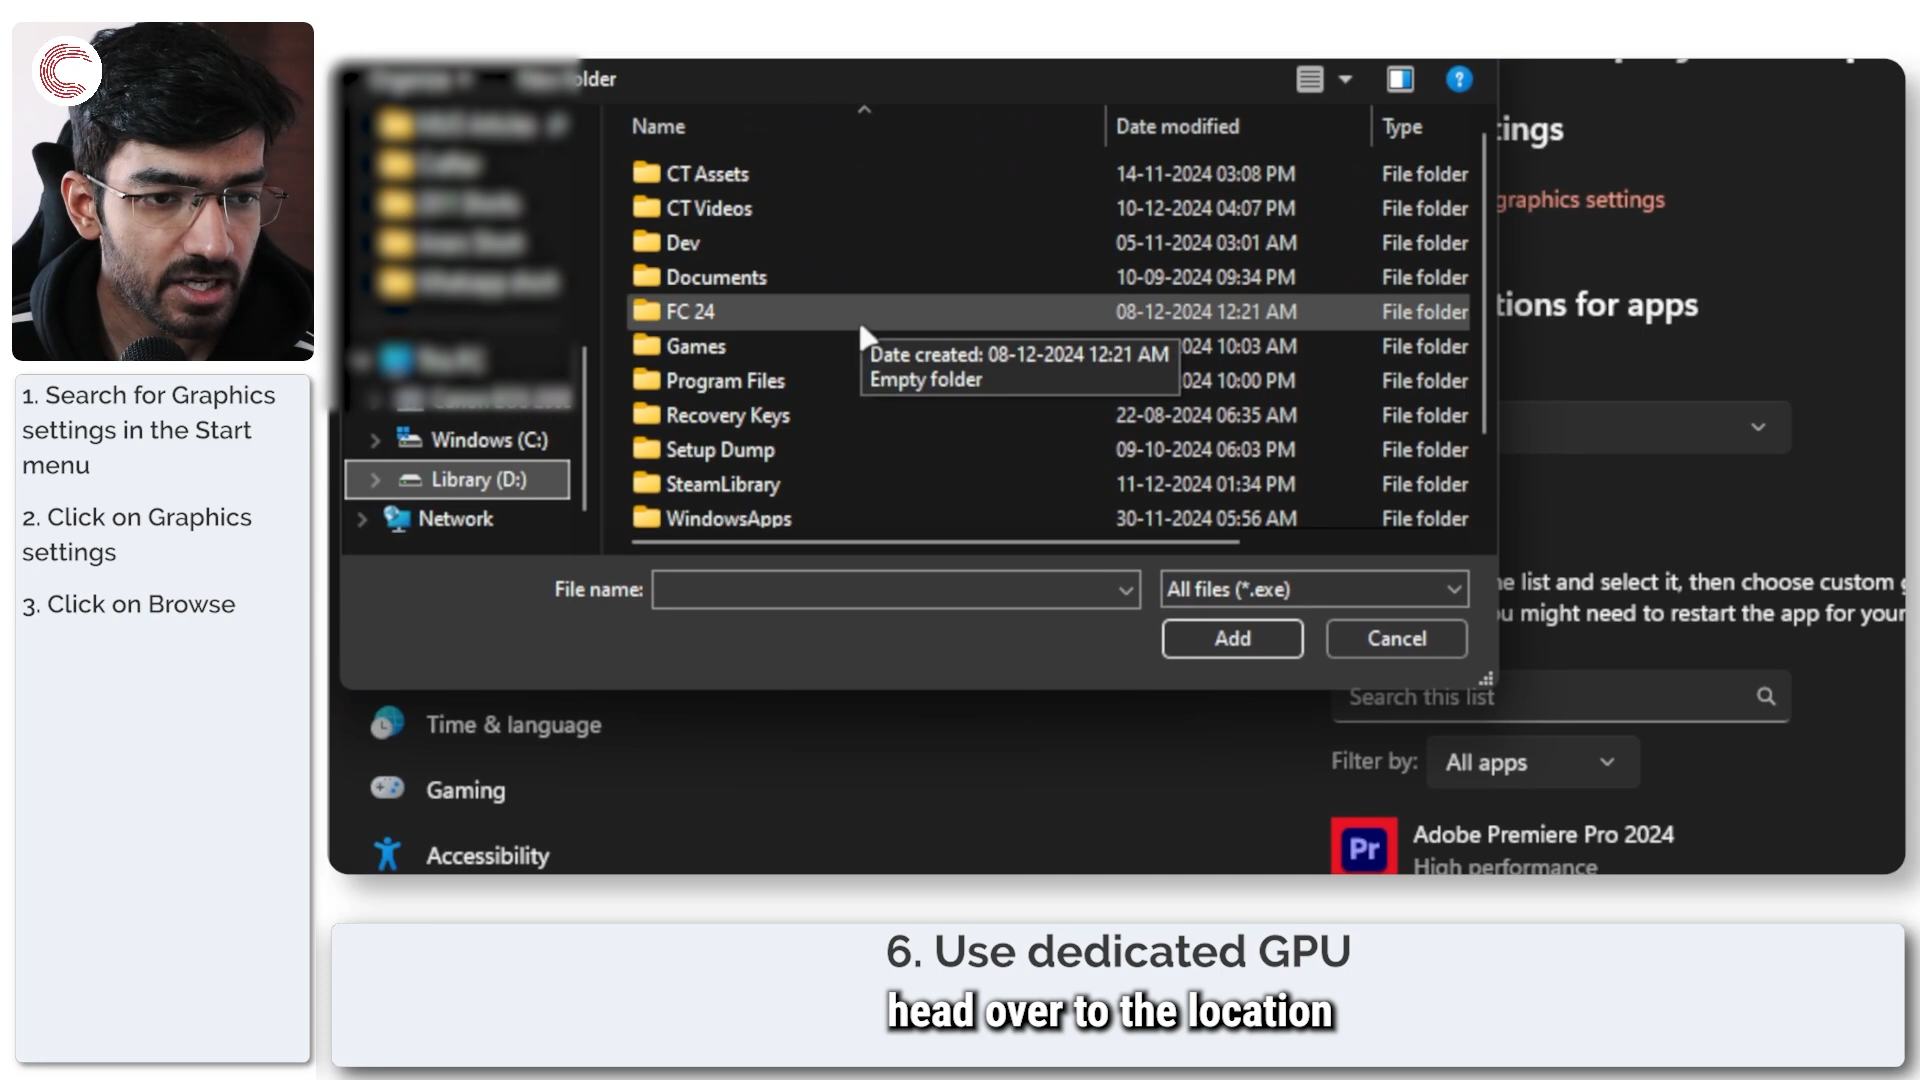 1. Search for Graphics
settings in the Start
menu
2. Click on Graphics
settings
3. Click on Browse
older
Name
Date modified
Type
CT Assets 14-11-2024 03:08 PM File folder
CT Videos 10-12-2024 04:07 PM File folder
Dev 05-11-2024 03:01 AM File folder
Documents 10-09-2024 09:34 PM File folder
FC 24 08-12-2024 12:21 AM File folder
Games 024 10:03 AM File folder
Program Files 024 10:00 PM File folder
Recovery Keys 22-08-2024 06:35 AM File folder
Setup Dump 09-10-2024 06:03 PM File folder
SteamLibrary 11-12-2024 01:34 PM File folder
WindowsApps 30-11-2024 05:56 AM File folder
Date created: 08-12-2024 12:21 AM
Empty folder
Windows (C:)
Library (D:)
Network
File name:
All files (*.exe)
Add
Cancel
tings
graphics settings
tions for apps
e list and select it, then choose custom g
u might need to restart the app for your
Search this list
Filter by: All apps
Adobe Premiere Pro 2024
High performance
Pr
Time & language
Gaming
Accessibility
6. Use dedicated GPU
head over to the location